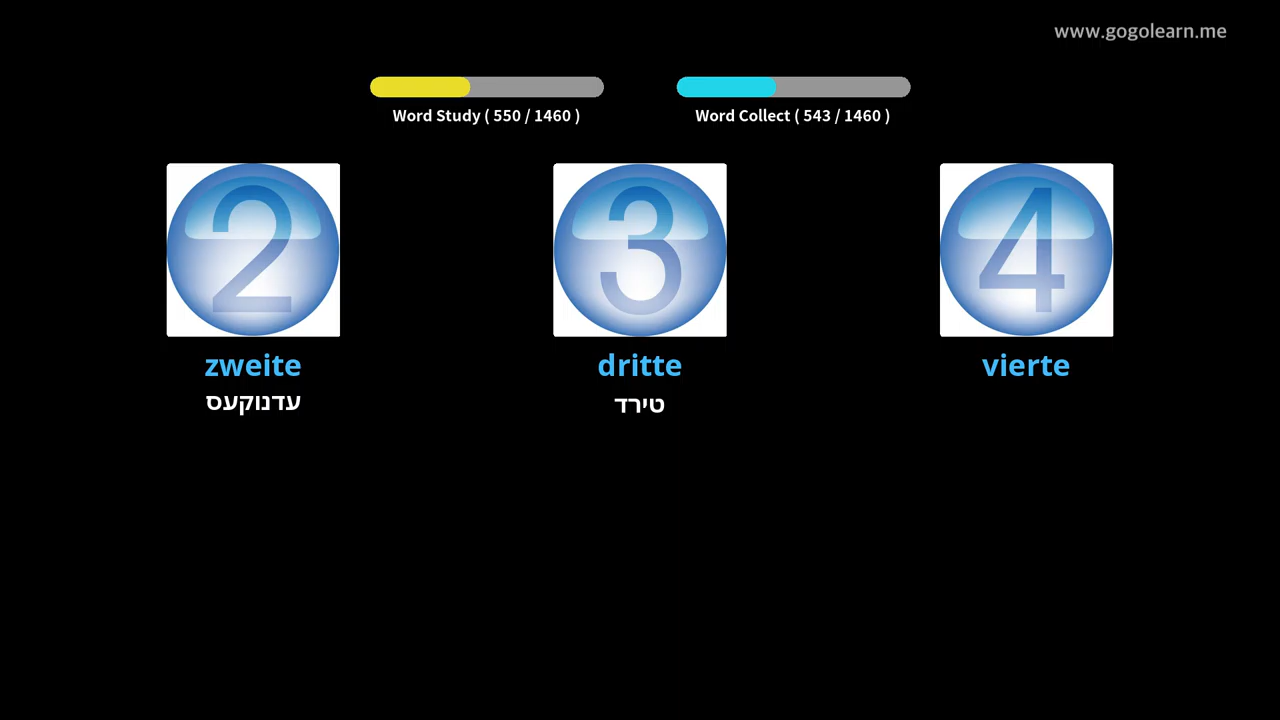 www.gogolearn.me
Word Study ( 550 / 1460 )
Word Collect ( 543 / 1460 )
2
3
4
zweite
dritte
vierte
עדנוקעס
טירד